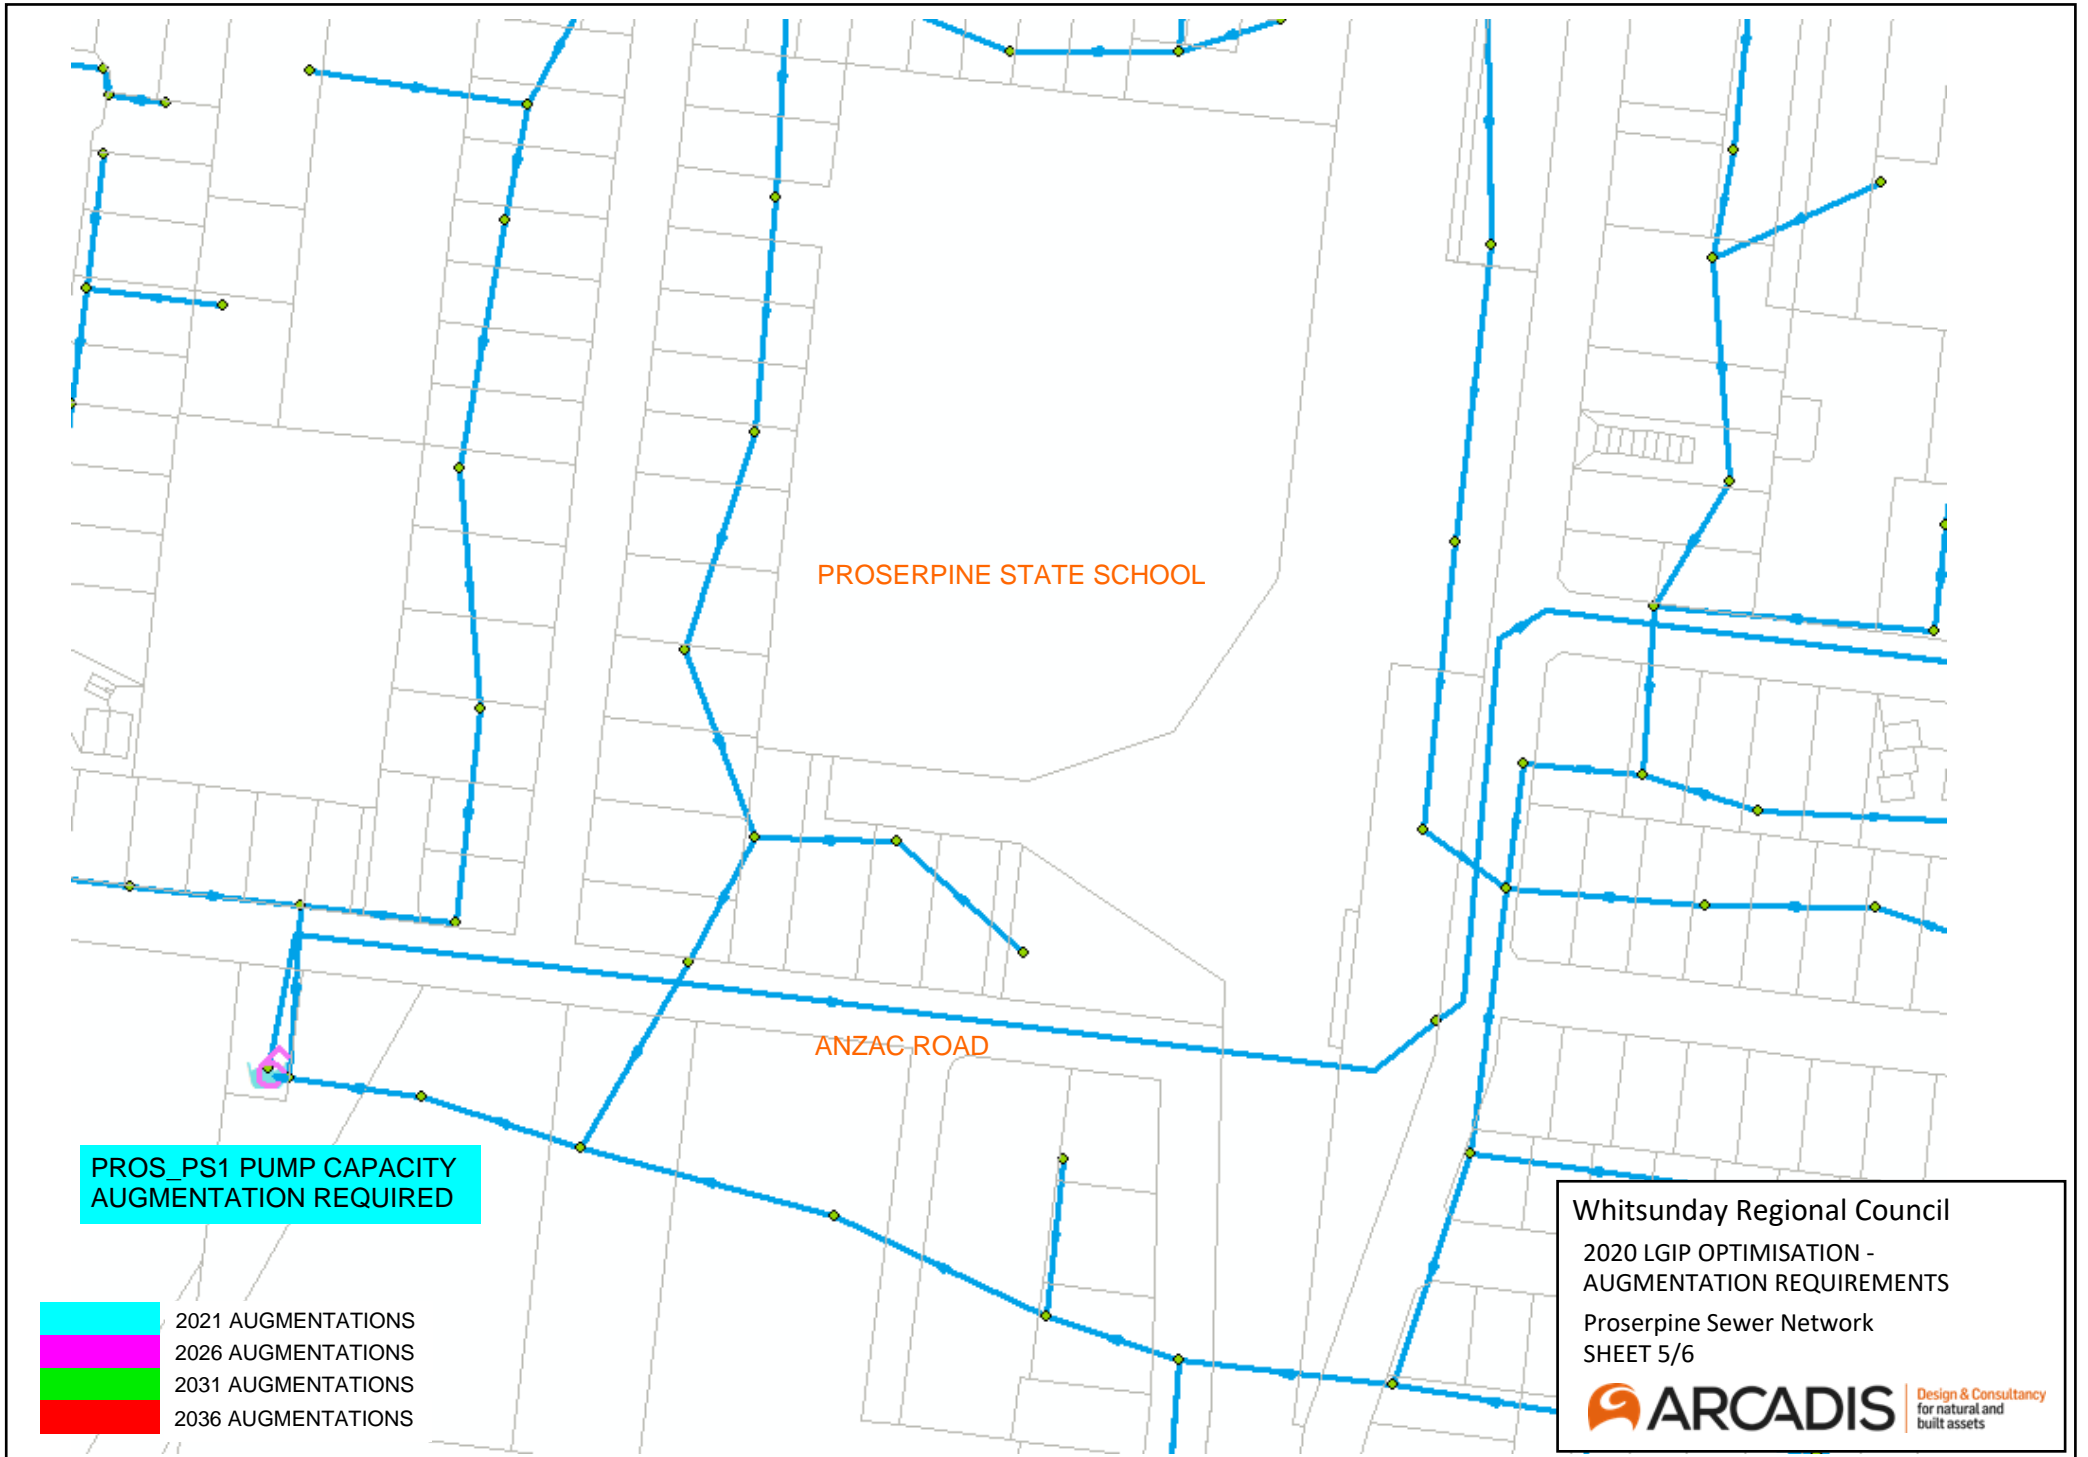 PROSERPINE STATE SCHOOL
ANZAC ROAD
PROS_PS1 PUMP CAPACITY
AUGMENTATION REQUIRED
2021 AUGMENTATIONS
2026 AUGMENTATIONS
2031 AUGMENTATIONS
2036 AUGMENTATIONS
Whitsunday Regional Council
2020 LGIP OPTIMISATION -
AUGMENTATION REQUIREMENTS
Proserpine Sewer Network
SHEET 5/6
ARCADIS
Design & Consultancy
for natural and
built assets